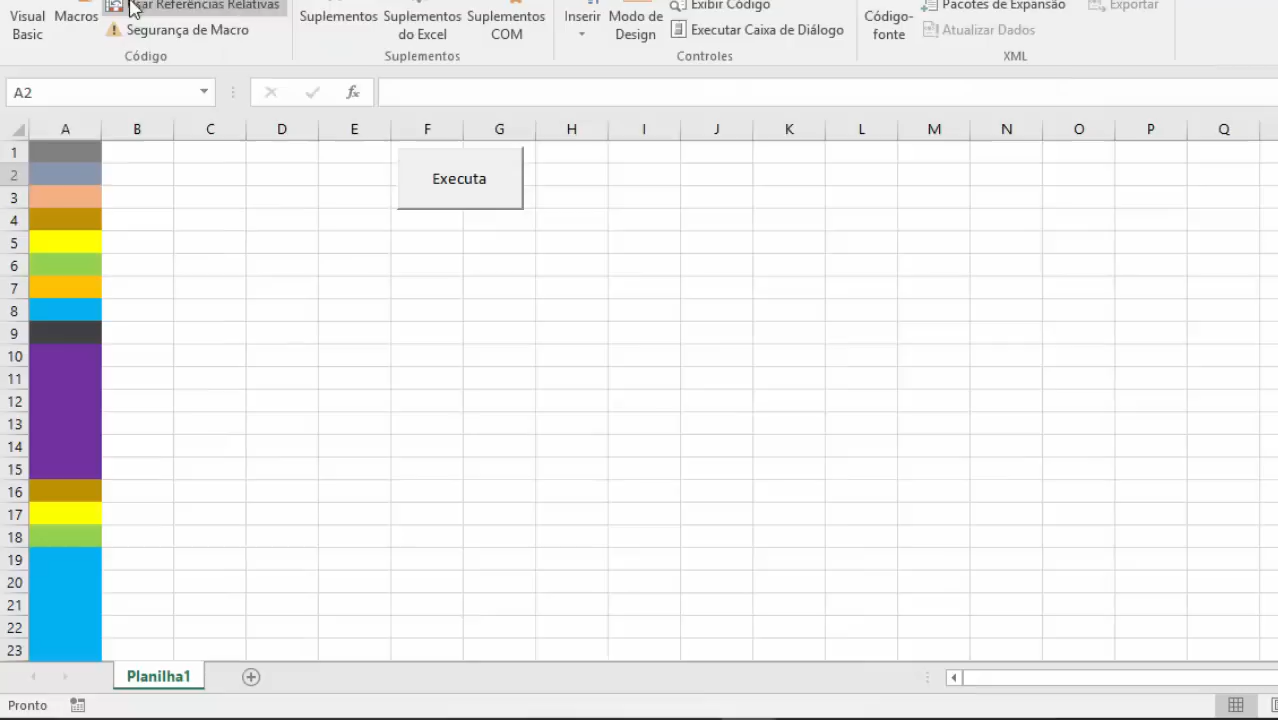 Usar Referências Relativas
Exibir Código
Pacotes de Expansão
Exportar
Visual
Basic
Macros
Segurança de Macro
Suplementos
Suplementos
do Excel
Suplementos
COM
Inserir
Modo de
Design
Executar Caixa de Diálogo
Código-
fonte
Atualizar Dados
Código
Suplementos
Controles
XML
A2
fx
A B C D E F G H I J K L M N O P Q
1
Executa
2
3
4
5
6
7
8
9
10
11
12
13
14
15
16
17
18
19
20
21
22
23
Planilha1
Pronto